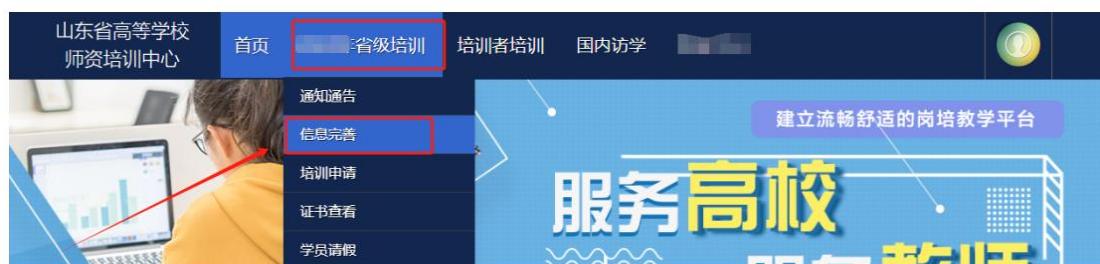 山东省高等学校
师资培训中心
首页
省级培训
培训者培训
国内访学
通知通告
信息完善
培训申请
证书查看
学员请假
建立流畅舒适的岗培教学平台
服务高校